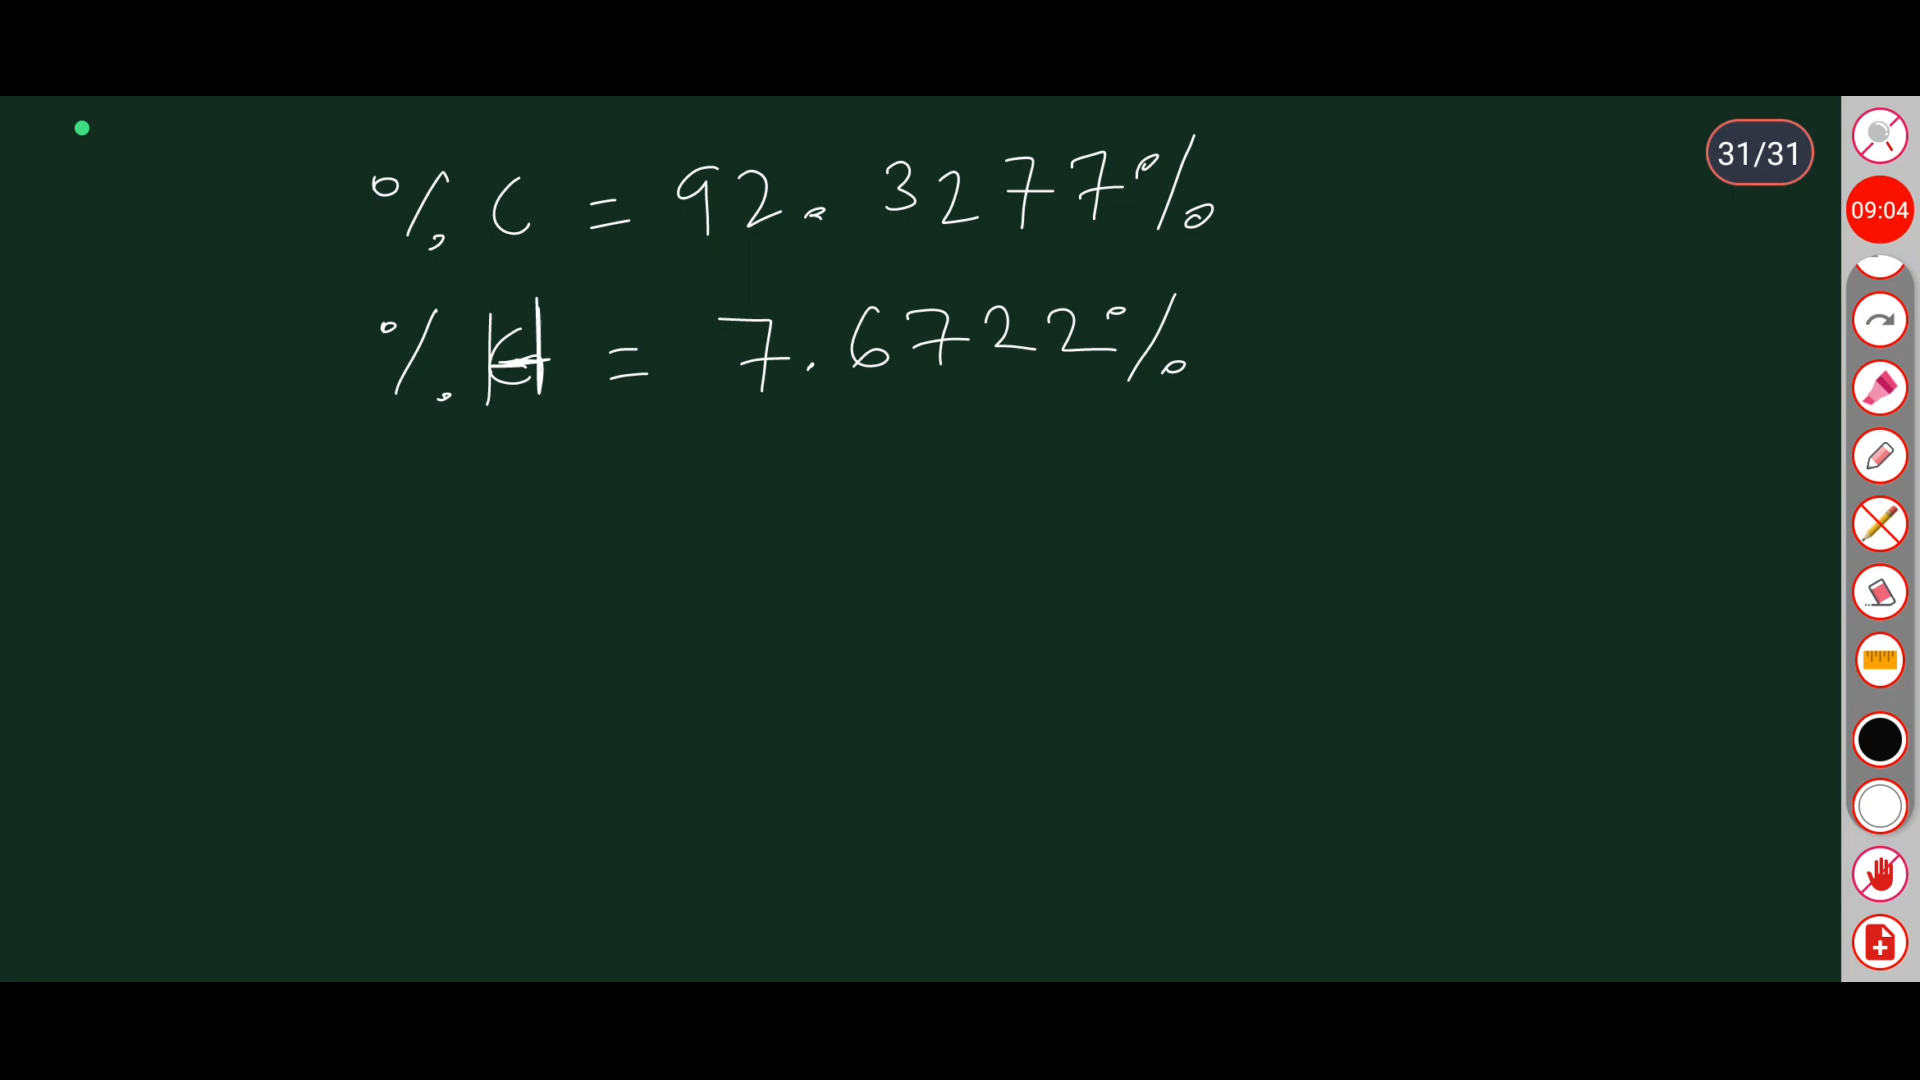 31/31
% C = 92.3277%
09:04
% H = 7.6722%